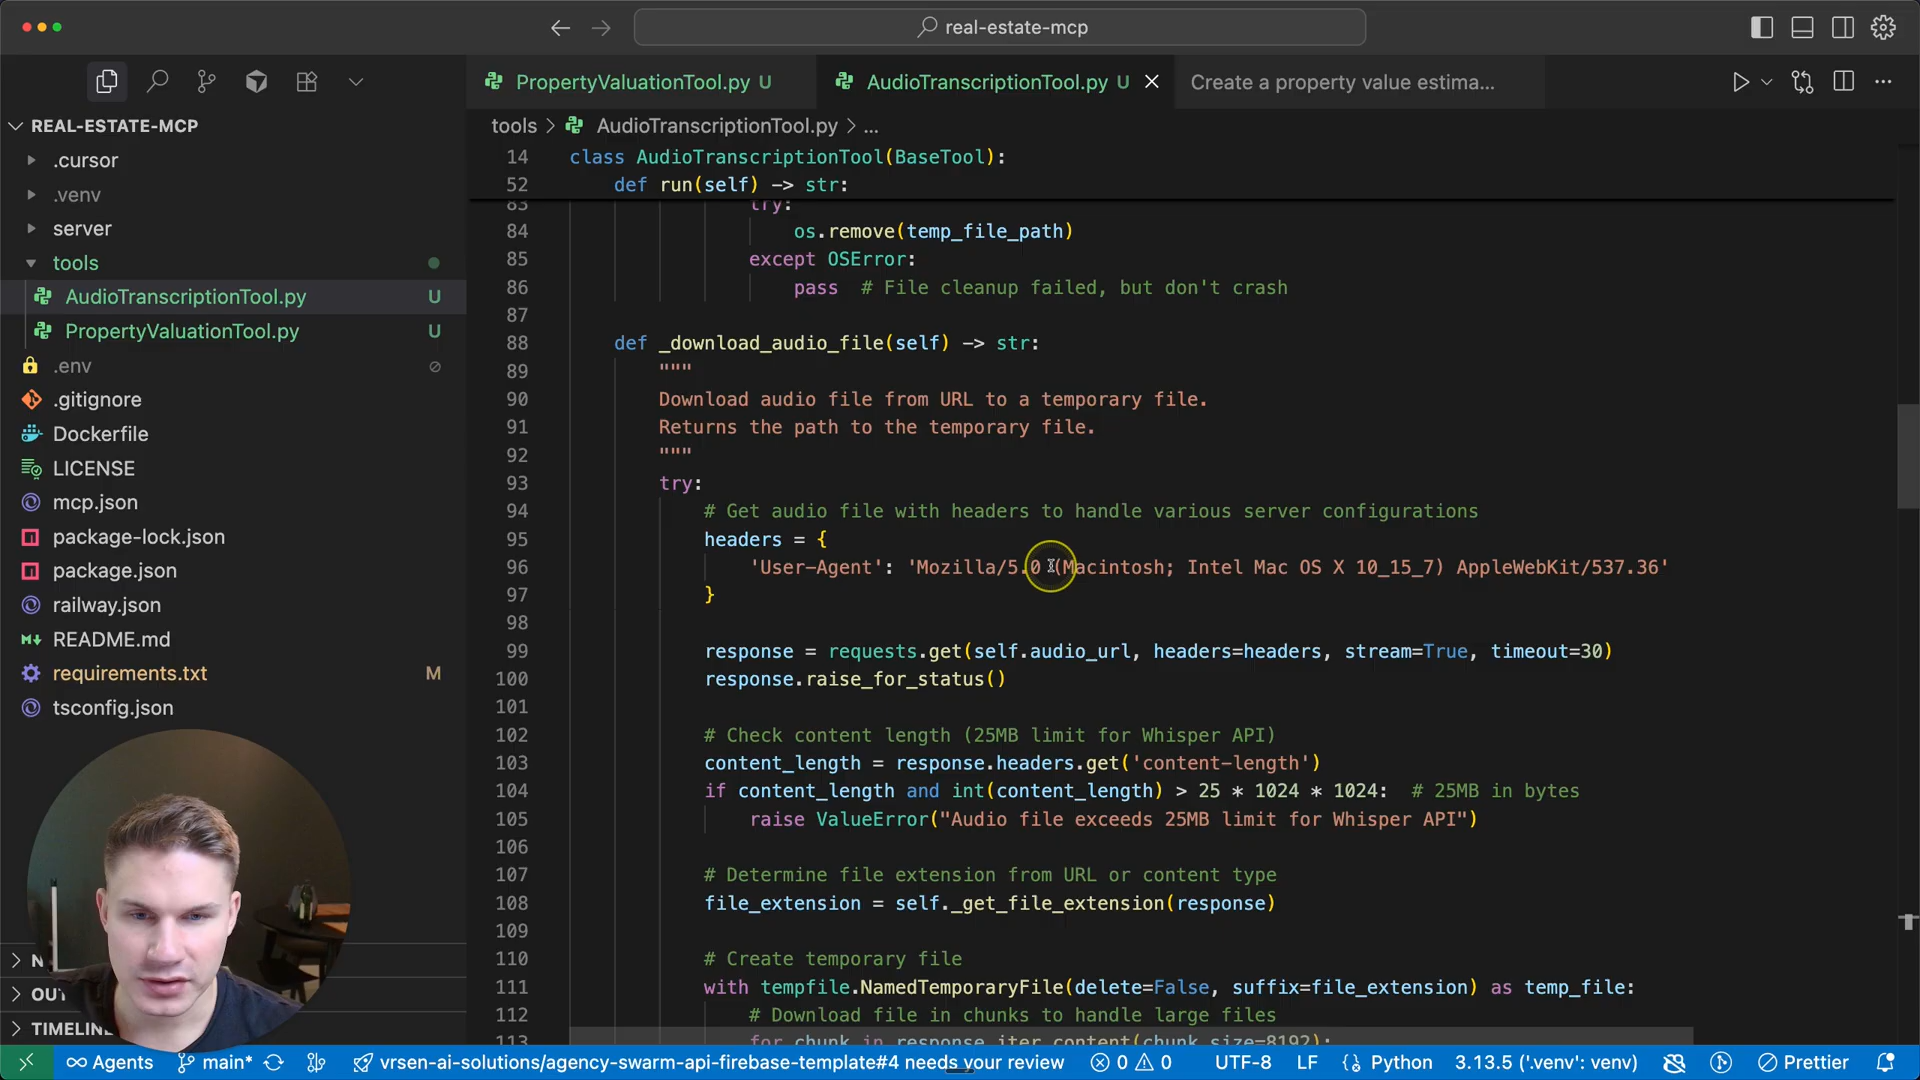 real-estate-mcp
PropertyValuationTool.py U
AudioTranscriptionTool.py U
Create a property value estima...
REAL-ESTATE-MCP
.cursor
.venv
server
tools
AudioTranscriptionTool.py U
PropertyValuationTool.py U
.env
.gitignore
Dockerfile
LICENSE
mcp.json
package-lock.json
package.json
railway.json
README.md
requirements.txt M
tsconfig.json
N
OUT
TIMELINE
tools > AudioTranscriptionTool.py > ...
14 class AudioTranscriptionTool(BaseTool):
52 def run(self) -> str:
83 try:
84 os.remove(temp_file_path)
85 except OSError:
86 pass # File cleanup failed, but don't crash
87
88 def _download_audio_file(self) -> str:
89 """
90 Download audio file from URL to a temporary file.
91 Returns the path to the temporary file.
92 """
93 try:
94 # Get audio file with headers to handle various server configurations
95 headers = {
96 'User-Agent': 'Mozilla/5.0 (Macintosh; Intel Mac OS X 10_15_7) AppleWebKit/537.36'
97 }
98
99 response = requests.get(self.audio_url, headers=headers, stream=True, timeout=30)
100 response.raise_for_status()
101
102 # Check content length (25MB limit for Whisper API)
103 content_length = response.headers.get('content-length')
104 if content_length and int(content_length) > 25 * 1024 * 1024: # 25MB in bytes
105 raise ValueError("Audio file exceeds 25MB limit for Whisper API")
106
107 # Determine file extension from URL or content type
108 file_extension = self._get_file_extension(response)
109
110 # Create temporary file
111 with tempfile.NamedTemporaryFile(delete=False, suffix=file_extension) as temp_file:
112 # Download file in chunks to handle large files
113 for chunk in response.iter_content(chunk_size=8192):
Agents main* vrsen-ai-solutions/agency-swarm-api-firebase-template#4 needs your review 0 0 UTF-8 LF Python 3.13.5 ('.venv': venv) Prettier